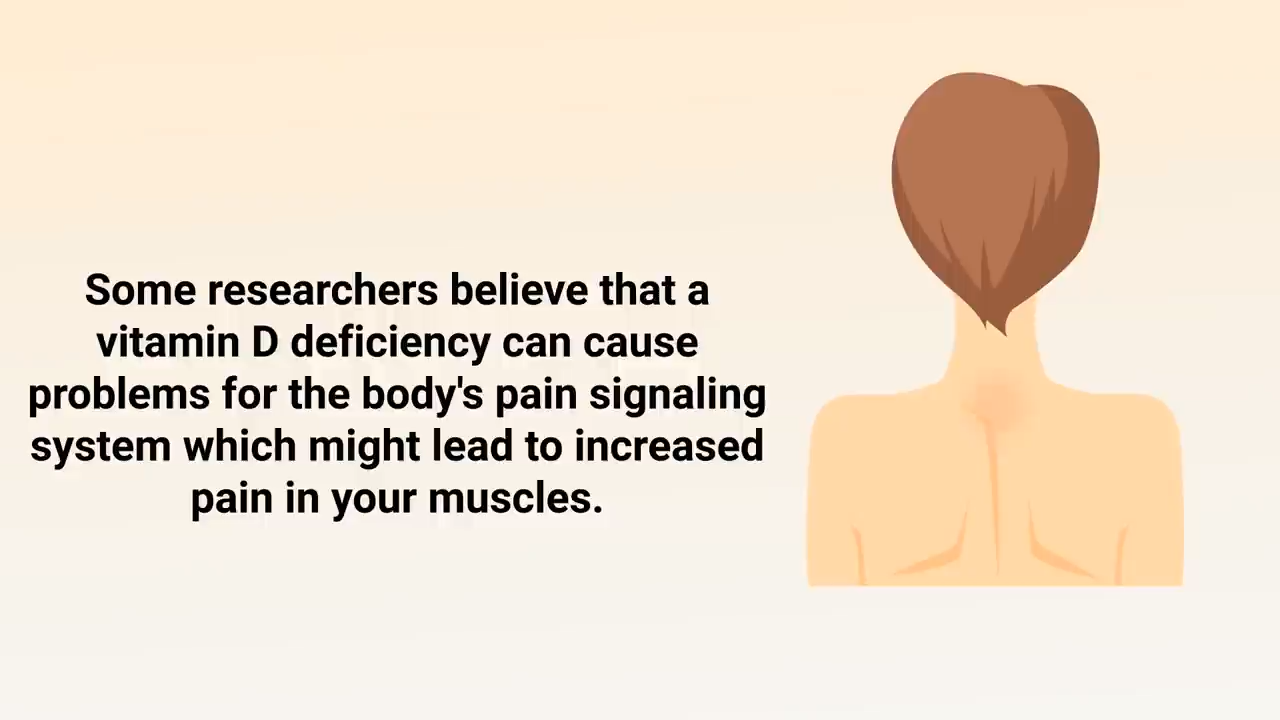 Some researchers believe that a
vitamin D deficiency can cause
problems for the body's pain signaling
system which might lead to increased
pain in your muscles.